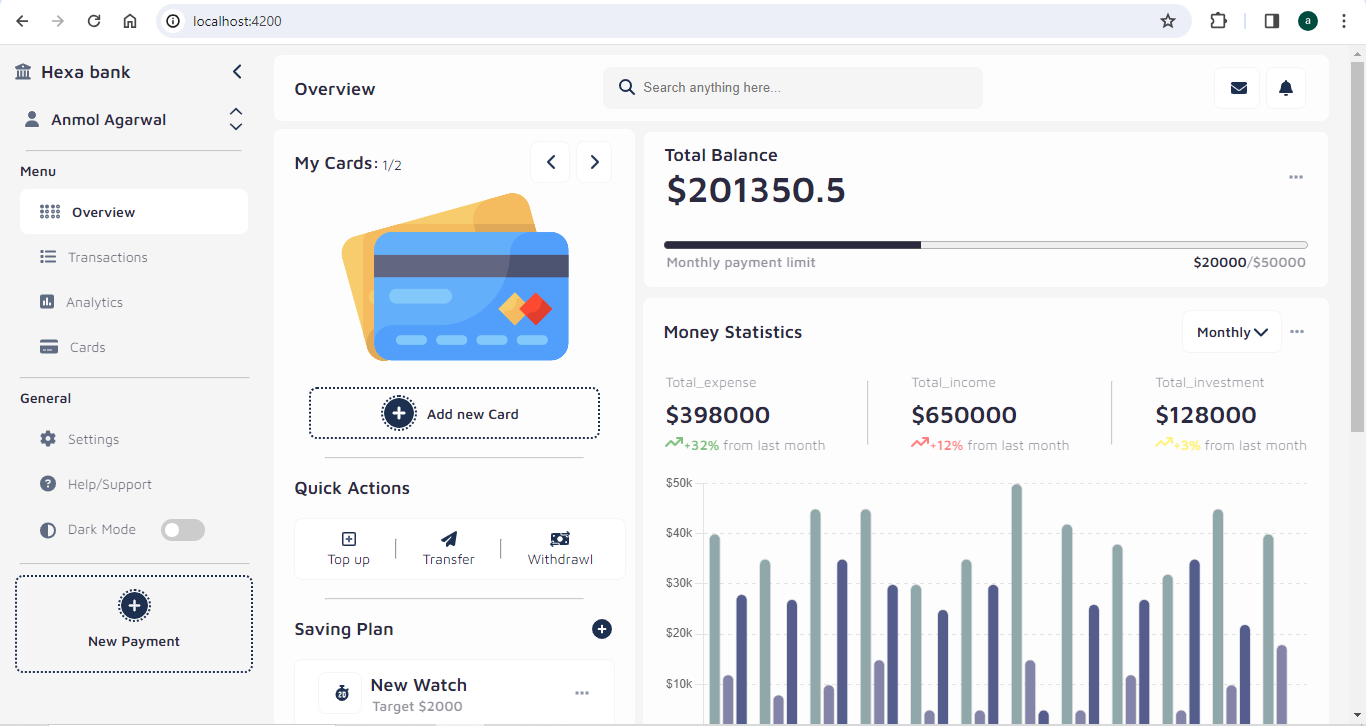 localhost:4200
a
Hexa bank
Anmol Agarwal
Menu
Overview
Transactions
Analytics
Cards
General
Settings
Help/Support
Dark Mode
New Payment
Overview
Search anything here...
My Cards: 1/2
Add new Card
Quick Actions
Top up
Transfer
Withdrawl
Saving Plan
20
New Watch
Target $2000
Total Balance
$201350.5
Monthly payment limit
$20000/$50000
Money Statistics
Monthly
Total_expense
$398000
+32% from last month
Total_income
$650000
+12% from last month
Total_investment
$128000
+3% from last month
$50k
$40k
$30k
$20k
$10k